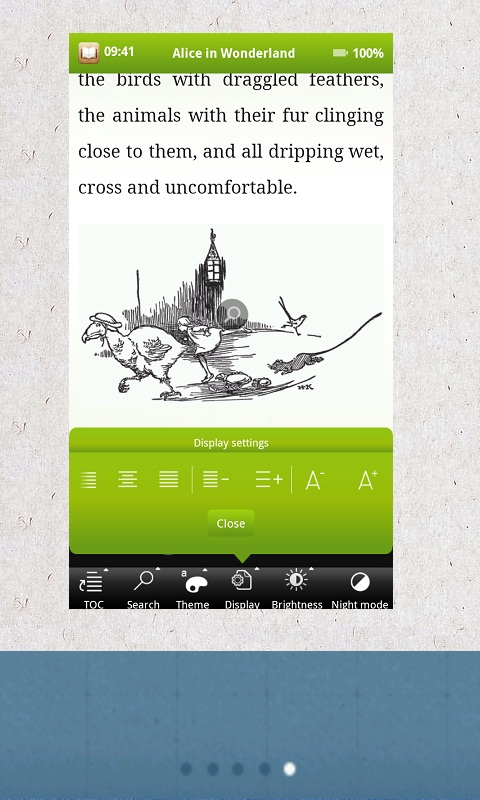 09:41 Alice in Wonderland 100%
the birds with draggled feathers,
the animals with their fur clinging
close to them, and all dripping wet,
cross and uncomfortable.
Display settings
A- A+
Close
a
TOC Search Theme Display Brightness Night mode